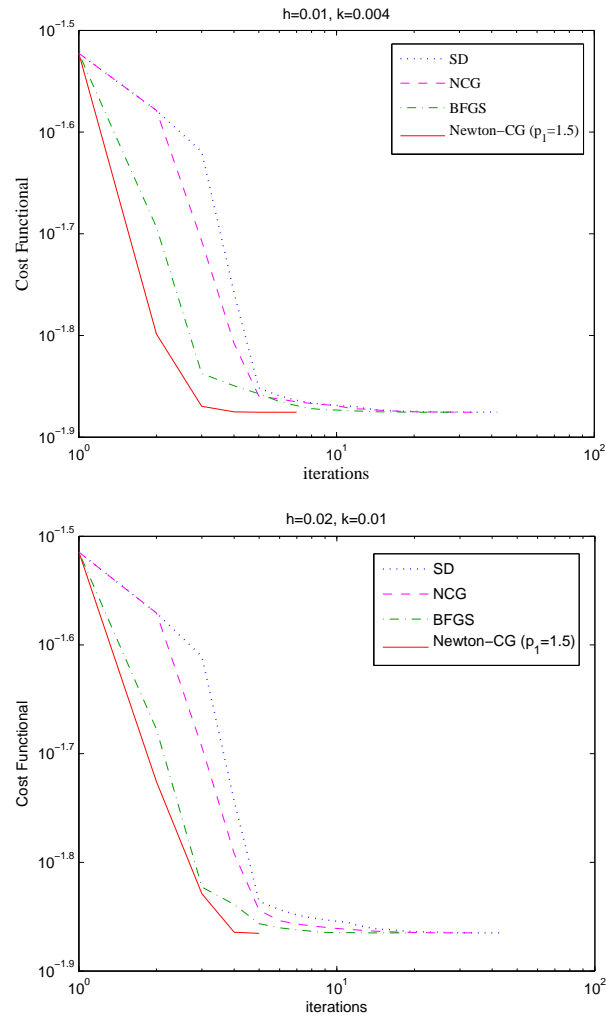 h=0.01, k=0.004
10^−1.5
10^−1.6
10^−1.7
10^−1.8
10^−1.9
Cost Functional
SD
NCG
BFGS
Newton−CG (p_1=1.5)
10^0
10^1
10^2
iterations
h=0.02, k=0.01
10^−1.5
10^−1.6
10^−1.7
10^−1.8
10^−1.9
Cost Functional
SD
NCG
BFGS
Newton−CG (p_1=1.5)
10^0
10^1
10^2
iterations